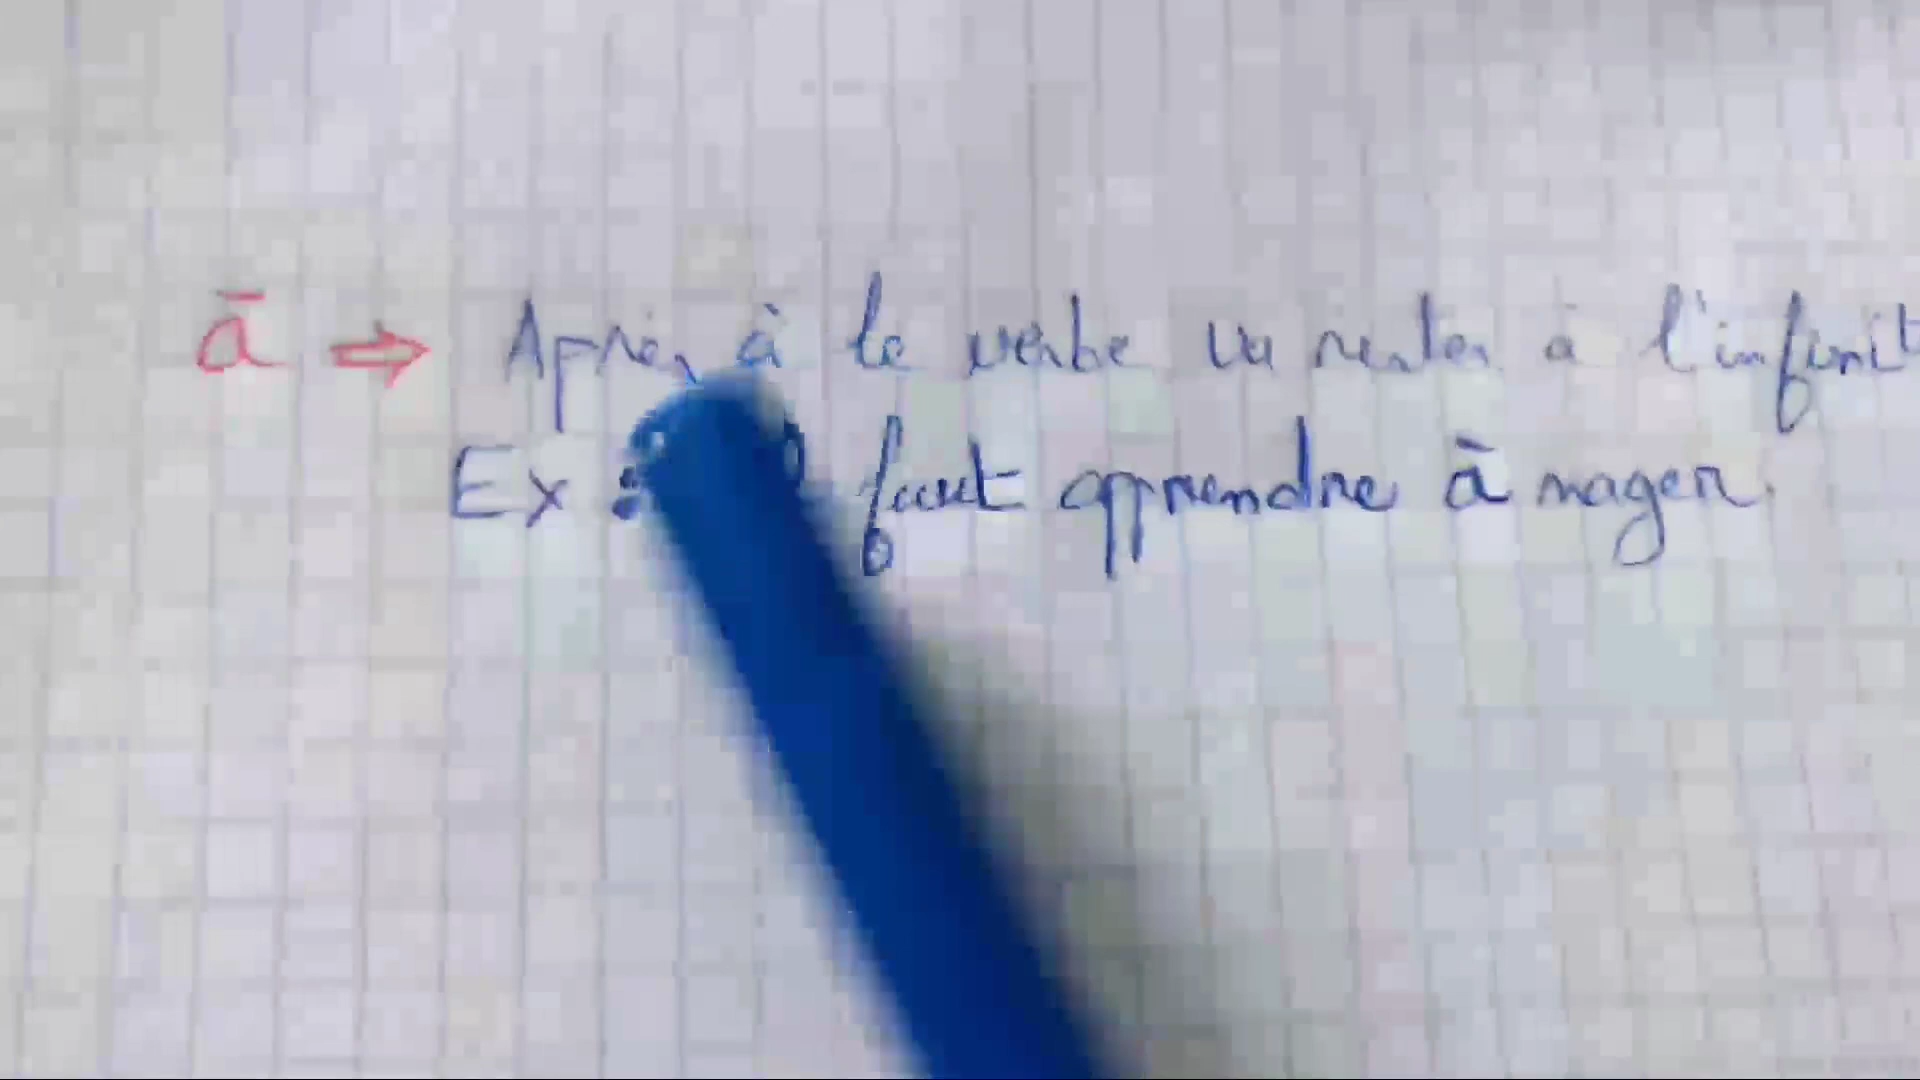 à ⇒ Après à le verbe va rester à l'infinit
Ex : faut apprendre à nager